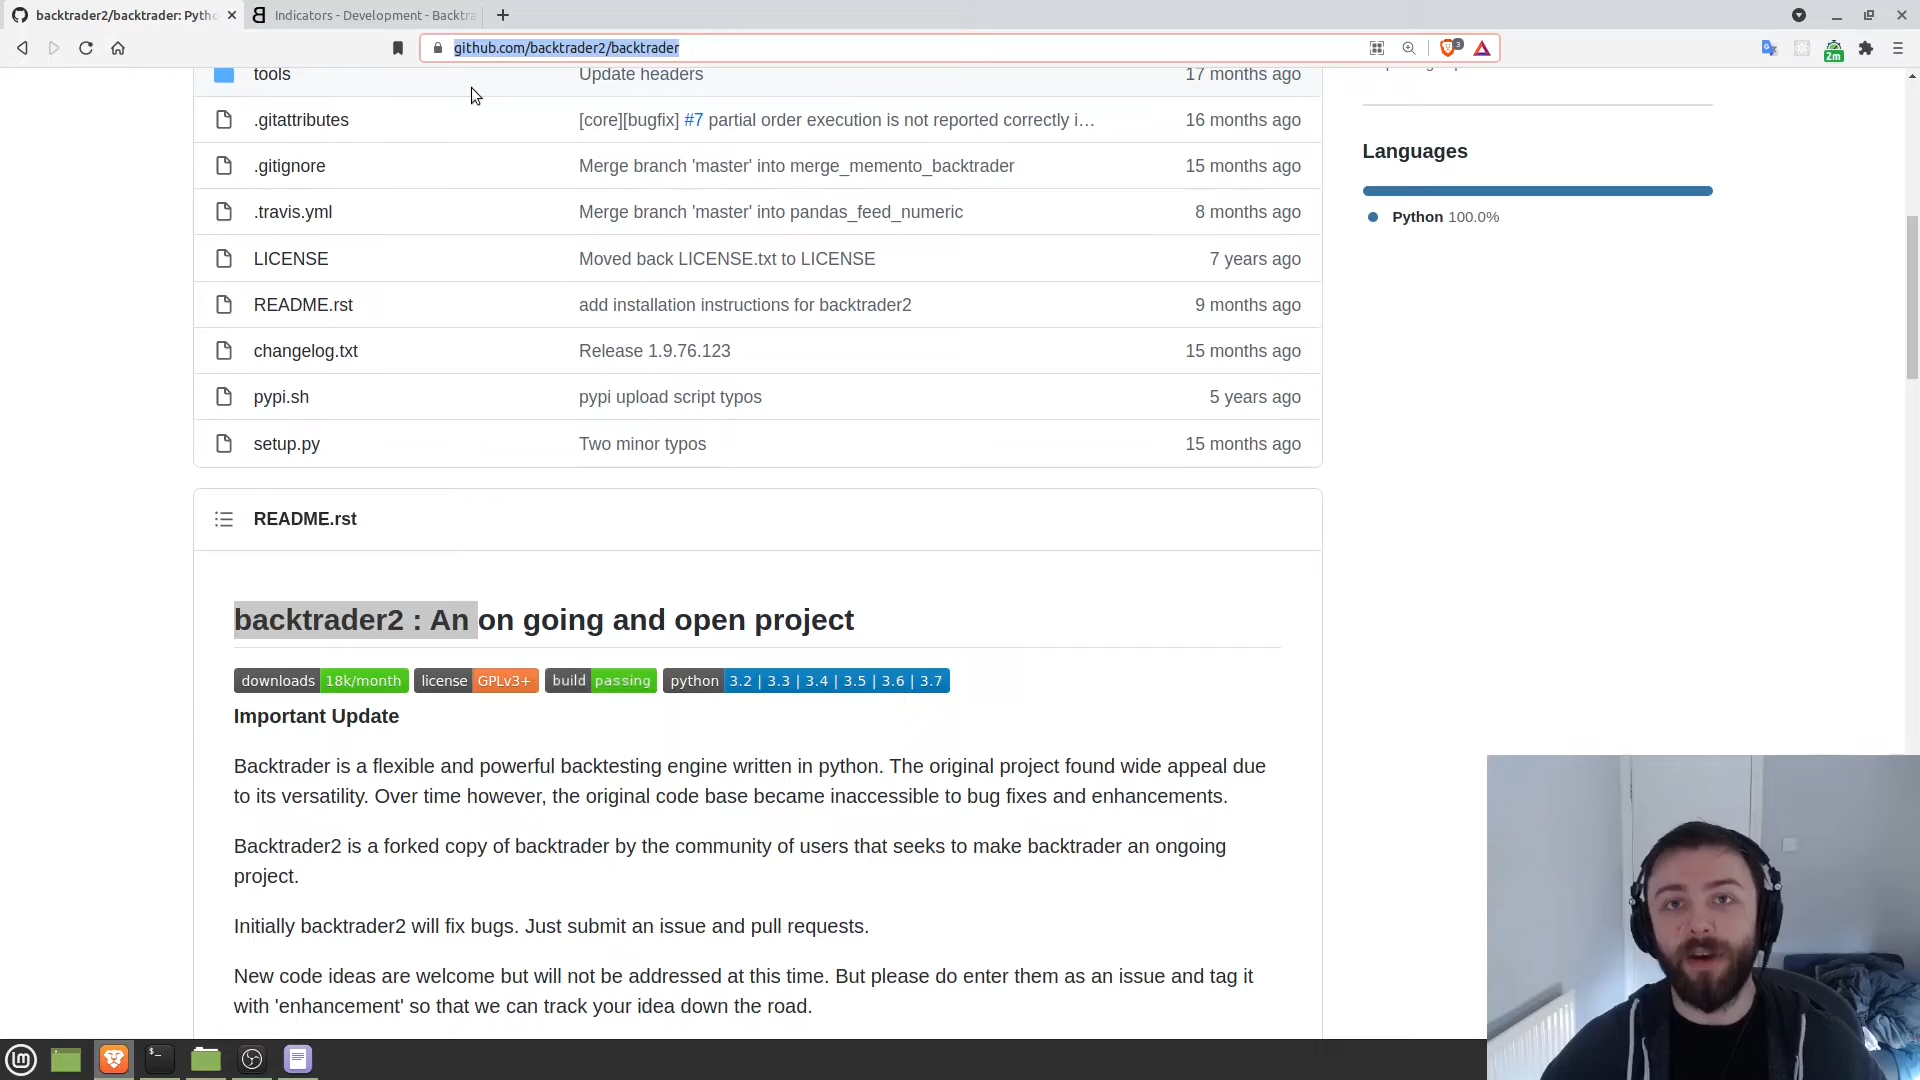 backtrader2/backtrader: Pytho
Indicators - Development - Backtra
github.com/backtrader2/backtrader
3
2m
tools Update headers 17 months ago
.gitattributes [core][bugfix] #7 partial order execution is not reported correctly i… 16 months ago
.gitignore Merge branch 'master' into merge_memento_backtrader 15 months ago
.travis.yml Merge branch 'master' into pandas_feed_numeric 8 months ago
LICENSE Moved back LICENSE.txt to LICENSE 7 years ago
README.rst add installation instructions for backtrader2 9 months ago
changelog.txt Release 1.9.76.123 15 months ago
pypi.sh pypi upload script typos 5 years ago
setup.py Two minor typos 15 months ago
Languages
Python 100.0%
README.rst
backtrader2 : An on going and open project
downloads 18k/month license GPLv3+ build passing python 3.2 | 3.3 | 3.4 | 3.5 | 3.6 | 3.7
Important Update
Backtrader is a flexible and powerful backtesting engine written in python. The original project found wide appeal due
to its versatility. Over time however, the original code base became inaccessible to bug fixes and enhancements.
Backtrader2 is a forked copy of backtrader by the community of users that seeks to make backtrader an ongoing
project.
Initially backtrader2 will fix bugs. Just submit an issue and pull requests.
New code ideas are welcome but will not be addressed at this time. But please do enter them as an issue and tag it
with 'enhancement' so that we can track your idea down the road.